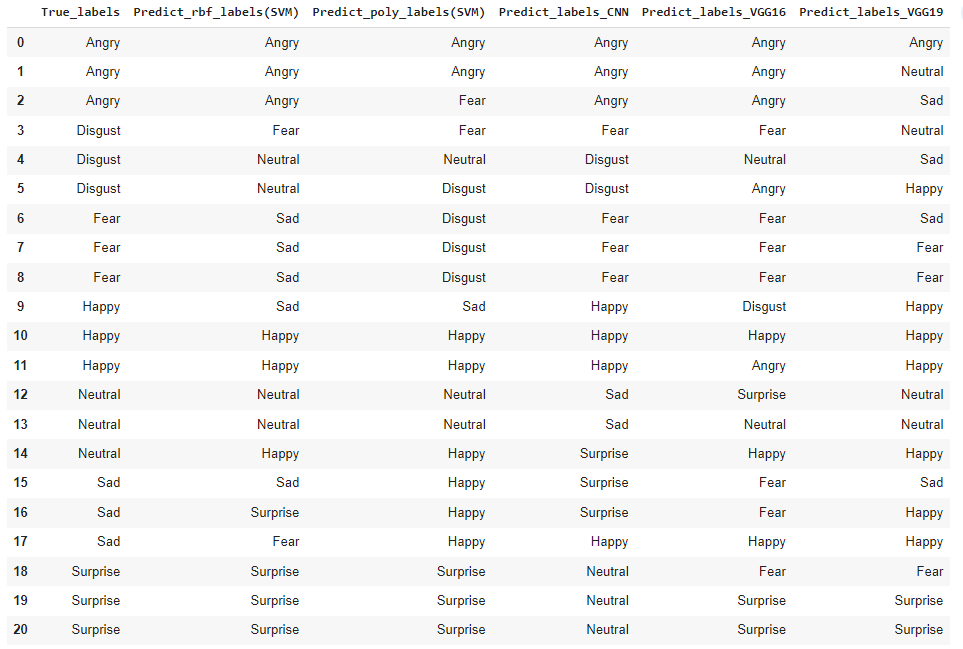 True_labels Predict_rbf_labels(SVM) Predict_poly_labels(SVM) Predict_labels_CNN Predict_labels_VGG16 Predict_labels_VGG19
0 Angry Angry Angry Angry Angry Angry
1 Angry Angry Angry Angry Angry Neutral
2 Angry Angry Fear Angry Angry Sad
3 Disgust Fear Fear Fear Fear Neutral
4 Disgust Neutral Neutral Disgust Neutral Sad
5 Disgust Neutral Disgust Disgust Angry Happy
6 Fear Sad Disgust Fear Fear Sad
7 Fear Sad Disgust Fear Fear Fear
8 Fear Sad Disgust Fear Fear Fear
9 Happy Sad Sad Happy Disgust Happy
10 Happy Happy Happy Happy Happy Happy
11 Happy Happy Happy Happy Angry Happy
12 Neutral Neutral Neutral Sad Surprise Neutral
13 Neutral Neutral Neutral Sad Neutral Neutral
14 Neutral Happy Happy Surprise Happy Happy
15 Sad Sad Happy Surprise Fear Sad
16 Sad Surprise Happy Surprise Fear Happy
17 Sad Fear Happy Happy Happy Happy
18 Surprise Surprise Surprise Neutral Fear Fear
19 Surprise Surprise Surprise Neutral Surprise Surprise
20 Surprise Surprise Surprise Neutral Surprise Surprise